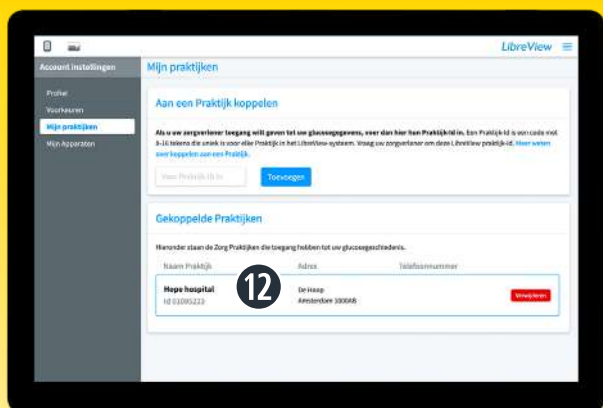 LibreView
Account instellingen
Mijn praktijken
Profiel
Voorkeuren
Mijn praktijken
Mijn Apparaten
Aan een Praktijk koppelen
Als u uw zorgverlener toegang wilt geven tot uw glucosegegevens, voer dan hier hun Praktijk-Id in. Een Praktijk-Id is een code met
8-16 tekens die uniek is voor elke Praktijk in het LibreView-systeem. Vraag uw zorgverlener om deze LibreView praktijk-id. Meer weten
over koppelen aan een Praktijk.
Voer Praktijk-ID in
Toevoegen
Gekoppelde Praktijken
Hieronder staan de Zorg Praktijken die toegang hebben tot uw glucosegeschiedenis.
Naam Praktijk Adres Telefoonnummer
Hope hospital
Id 01095223
12
De Hoop
Amsterdam 1000AB
Verwijderen